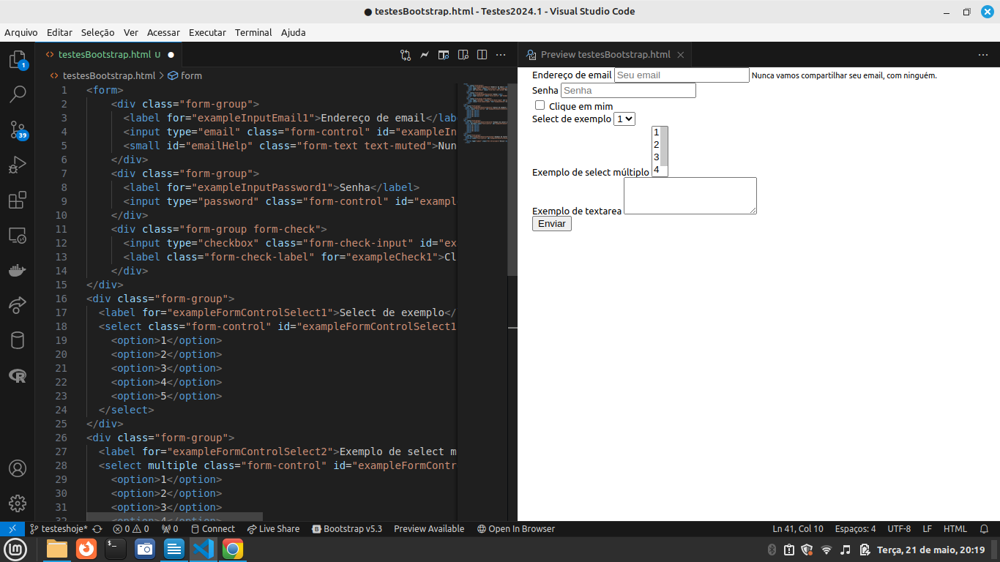 ● testesBootstrap.html - Testes2024.1 - Visual Studio Code
Arquivo Editar Seleção Ver Acessar Executar Terminal Ajuda
testesBootstrap.html U
testesBootstrap.html > form
1 <form>
2 <div class="form-group">
3 <label for="exampleInputEmail1">Endereço de email</lab
4 <input type="email" class="form-control" id="exampleIn
5 <small id="emailHelp" class="form-text text-muted">Nun
6 </div>
7 <div class="form-group">
8 <label for="exampleInputPassword1">Senha</label>
9 <input type="password" class="form-control" id="exampl
10 </div>
11 <div class="form-group form-check">
12 <input type="checkbox" class="form-check-input" id="ex
13 <label class="form-check-label" for="exampleCheck1">Cl
14 </div>
15 </div>
16 <div class="form-group">
17 <label for="exampleFormControlSelect1">Select de exemplo</
18 <select class="form-control" id="exampleFormControlSelect1
19 <option>1</option>
20 <option>2</option>
21 <option>3</option>
22 <option>4</option>
23 <option>5</option>
24 </select>
25 </div>
26 <div class="form-group">
27 <label for="exampleFormControlSelect2">Exemplo de select m
28 <select multiple class="form-control" id="exampleFormContr
29 <option>1</option>
30 <option>2</option>
31 <option>3</option>
32 <option>4</option>
Preview testesBootstrap.html
Endereço de email Seu email Nunca vamos compartilhar seu email, com ninguém.
Senha Senha
Clique em mim
Select de exemplo 1
1
2
3
Exemplo de select múltiplo 4
Exemplo de textarea
Enviar
1
39
testeshoje* 0 0 0 Connect Live Share Bootstrap v5.3 Preview Available Open In Browser Ln 41, Col 10 Espaços: 4 UTF-8 LF HTML
Terça, 21 de maio, 20:19